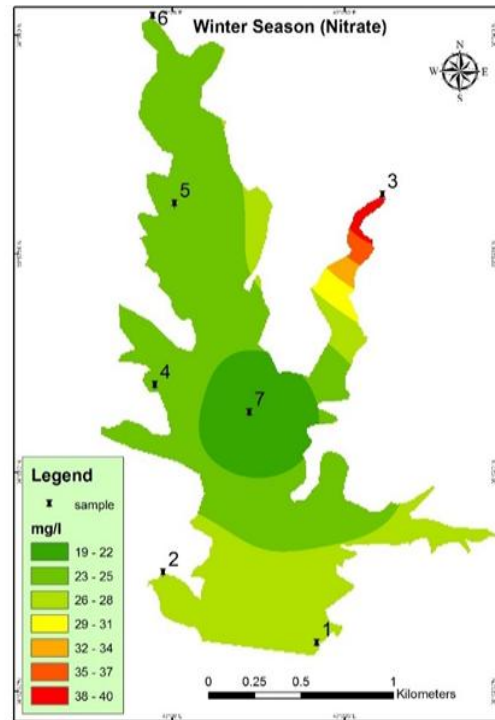 Winter Season (Nitrate)
6
N
W E
S
3
5
4
7
Legend
sample
mg/l
19 - 22
23 - 25
26 - 28
29 - 31
32 - 34
35 - 37
38 - 40
2
1
0 0.25 0.5 1
Kilometers